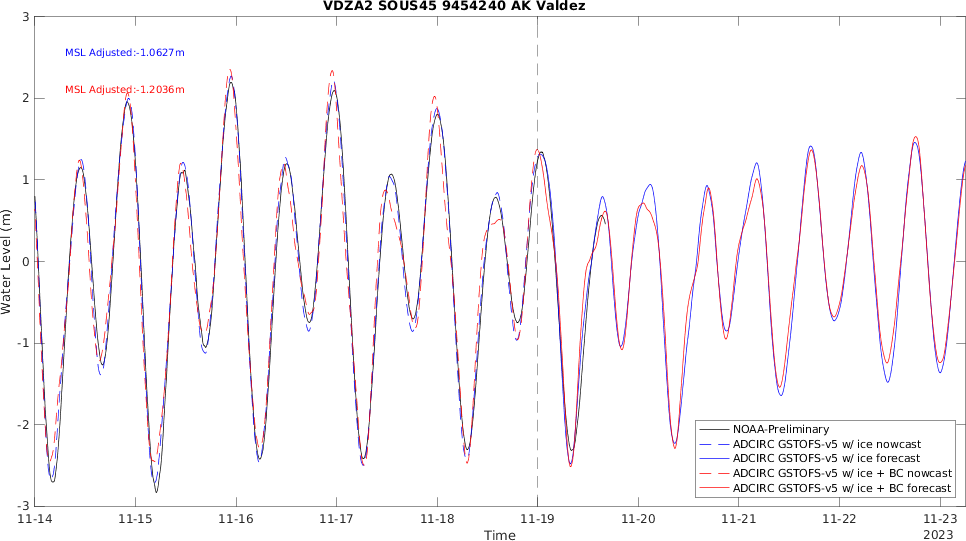 VDZA2 SOUS45 9454240 AK Valdez
MSL Adjusted:-1.0627m
MSL Adjusted:-1.2036m
Water Level (m)
3
2
1
0
-1
-2
-3
NOAA-Preliminary
ADCIRC GSTOFS-v5 w/ ice nowcast
ADCIRC GSTOFS-v5 w/ ice forecast
ADCIRC GSTOFS-v5 w/ ice + BC nowcast
ADCIRC GSTOFS-v5 w/ ice + BC forecast
11-14 11-15 11-16 11-17 11-18 11-19 11-20 11-21 11-22 11-23
2023
Time